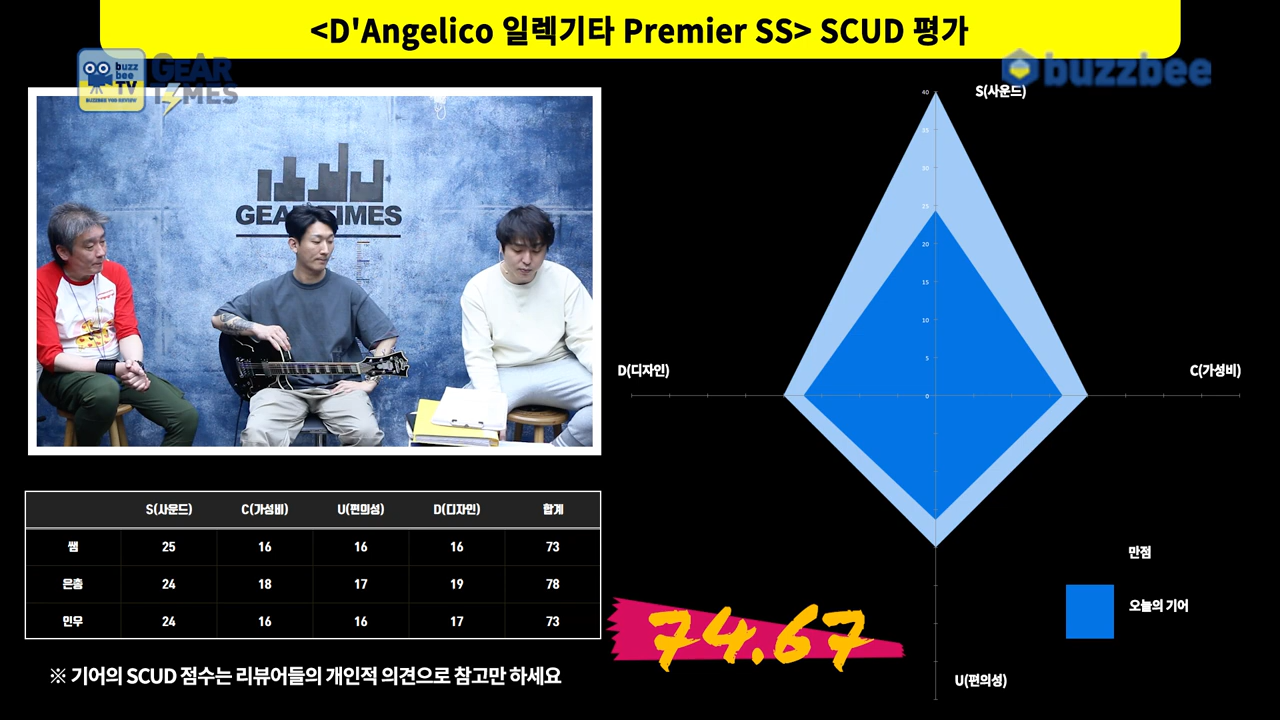 <D'Angelico 일렉기타 Premier SS> SCUD 평가
buzz
bee
TV
BUZZBEE YHG REVIEW
GEAR
TIMES
buzzbee
GEAR TIMES
S(사운드)
40
35
30
25
20
15
10
5
0
D(디자인)
C(가성비)
U(편의성)
만점
오늘의 기어
S(사운드) C(가성비) U(편의성) D(디자인) 합계
쌤 25 16 16 16 73
은총 24 18 17 19 78
민우 24 16 16 17 73
74.67
※ 기어의 SCUD 점수는 리뷰어들의 개인적 의견으로 참고만 하세요